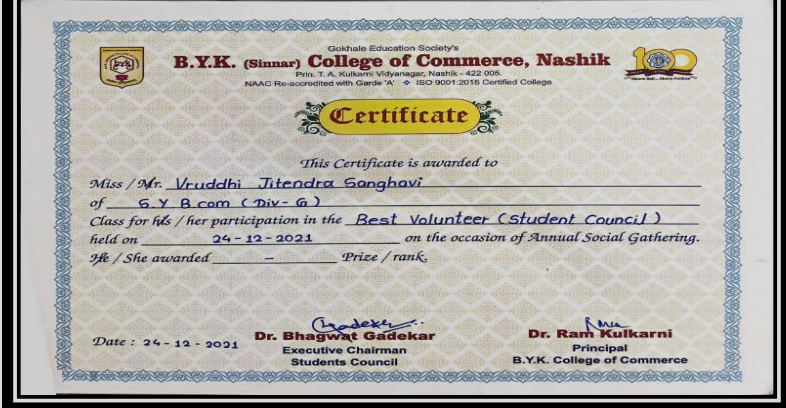 Gokhale Education Society's
B.Y.K. (Sinnar) College of Commerce, Nashik
Prin. T. A. Kulkarni Vidyanagar, Nashik - 422 005.
NAAC Re-accredited with Garde 'A' ❖ ISO 9001:2015 Certified College
Certificate
This Certificate is awarded to
Miss / Mr. Vruddhi Jitendra Sanghavi
of S.Y B.com (Div- G)
Class for his / her participation in the Best Volunteer (Student Council)
held on 24-12-2021 on the occasion of Annual Social Gathering.
He / She awarded - Prize / rank.
Date : 24-12-2021
Dr. Bhagwat Gadekar
Executive Chairman
Students Council
Dr. Ram Kulkarni
Principal
B.Y.K. College of Commerce